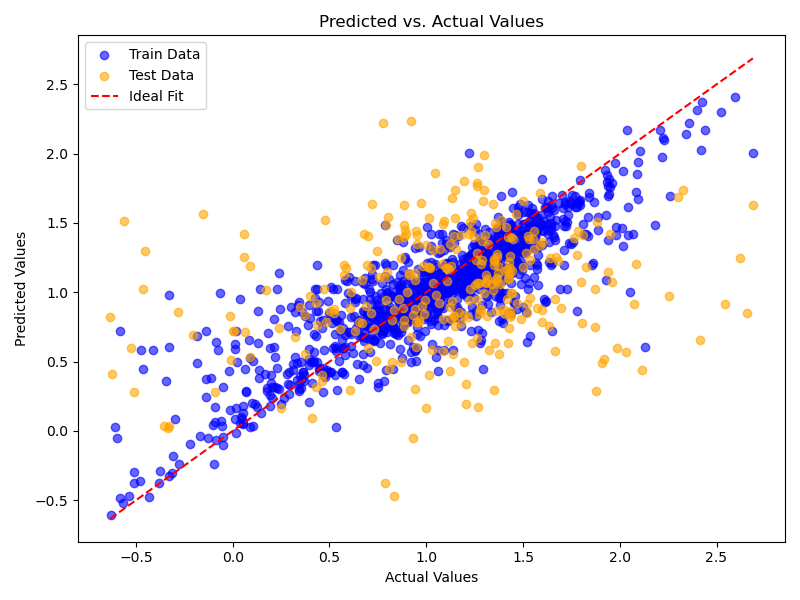 Predicted vs. Actual Values
Train Data
Test Data
Ideal Fit
Predicted Values
2.5
2.0
1.5
1.0
0.5
0.0
−0.5
−0.5
0.0
0.5
1.0
1.5
2.0
2.5
Actual Values